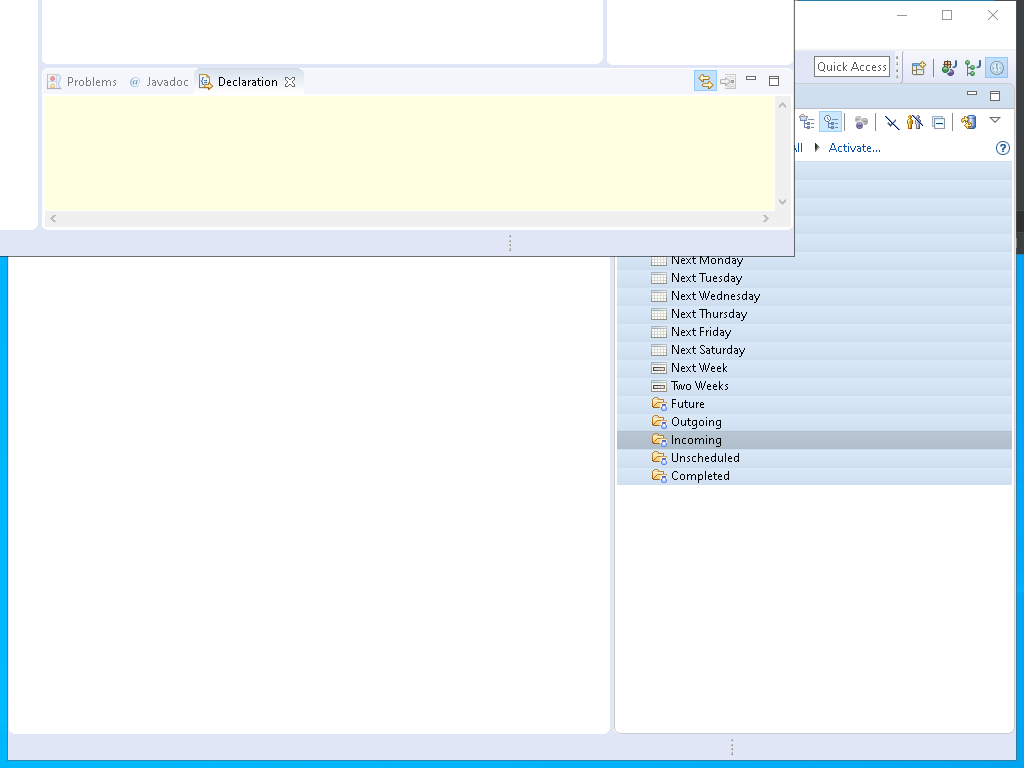 Problems @ Javadoc Declaration
Quick Access
Activate...
Next Monday
Next Tuesday
Next Wednesday
Next Thursday
Next Friday
Next Saturday
Next Week
Two Weeks
Future
Outgoing
Incoming
Unscheduled
Completed